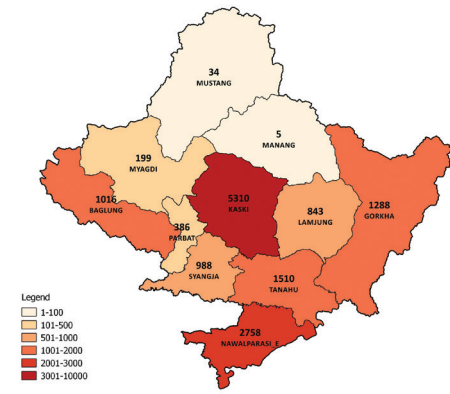 34
MUSTANG
5
MANANG
199
MYAGDI
1016
BAGLUNG
5310
KASKI
386
PARBAT
843
LAMJUNG
1288
GORKHA
988
SYANGJA
1510
TANAHU
2758
NAWALPARASI_E
Legend
1-100
101-500
501-1000
1001-2000
2001-3000
3001-10000